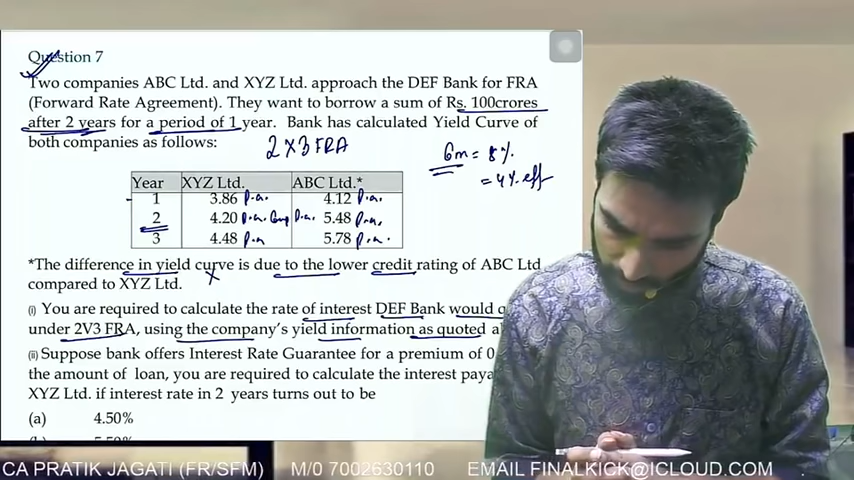 Question 7
Two companies ABC Ltd. and XYZ Ltd. approach the DEF Bank for FRA
(Forward Rate Agreement). They want to borrow a sum of Rs. 100crores
after 2 years for a period of 1 year. Bank has calculated Yield Curve of
both companies as follows:
2 X 3 FRA
6m = 8%
= 4% eff
Year XYZ Ltd. ABC Ltd.*
1 3.86 p.a. 4.12 p.a.
2 4.20 p.a. Comp p.a. 5.48 p.a.
3 4.48 p.a 5.78 p.a.
*The difference in yield curve is due to the lower credit rating of ABC Ltd
compared to XYZ Ltd.
(i) You are required to calculate the rate of interest DEF Bank would
under 2V3 FRA, using the company's yield information as quoted
(ii) Suppose bank offers Interest Rate Guarantee for a premium of 0
the amount of loan, you are required to calculate the interest
XYZ Ltd. if interest rate in 2 years turns out to be
(a) 4.50%
CA PRATIK JAGATI (FR/SFM) M/0 7002630110 EMAIL FINALKICK@ICLOUD.COM